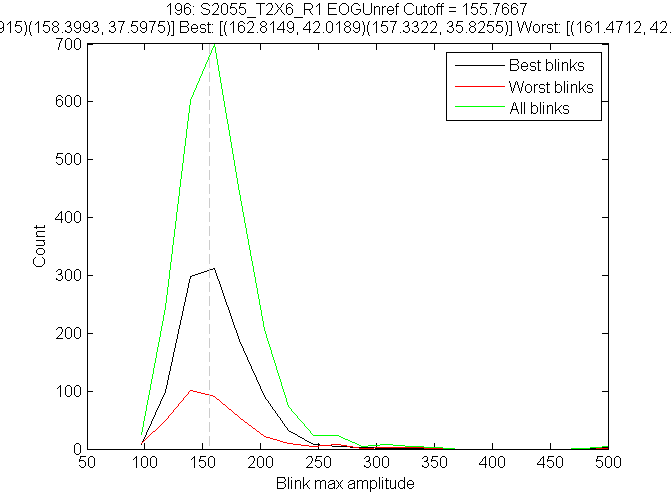 196: S2055_T2X6_R1 EOGUnref Cutoff = 155.7667
915)(158.3993, 37.5975)] Best: [(162.8149, 42.0189)(157.3322, 35.8255)] Worst: [(161.4712, 42.
700
600
500
400
300
200
100
0
Count
Best blinks
Worst blinks
All blinks
50 100 150 200 250 300 350 400 450 500
Blink max amplitude